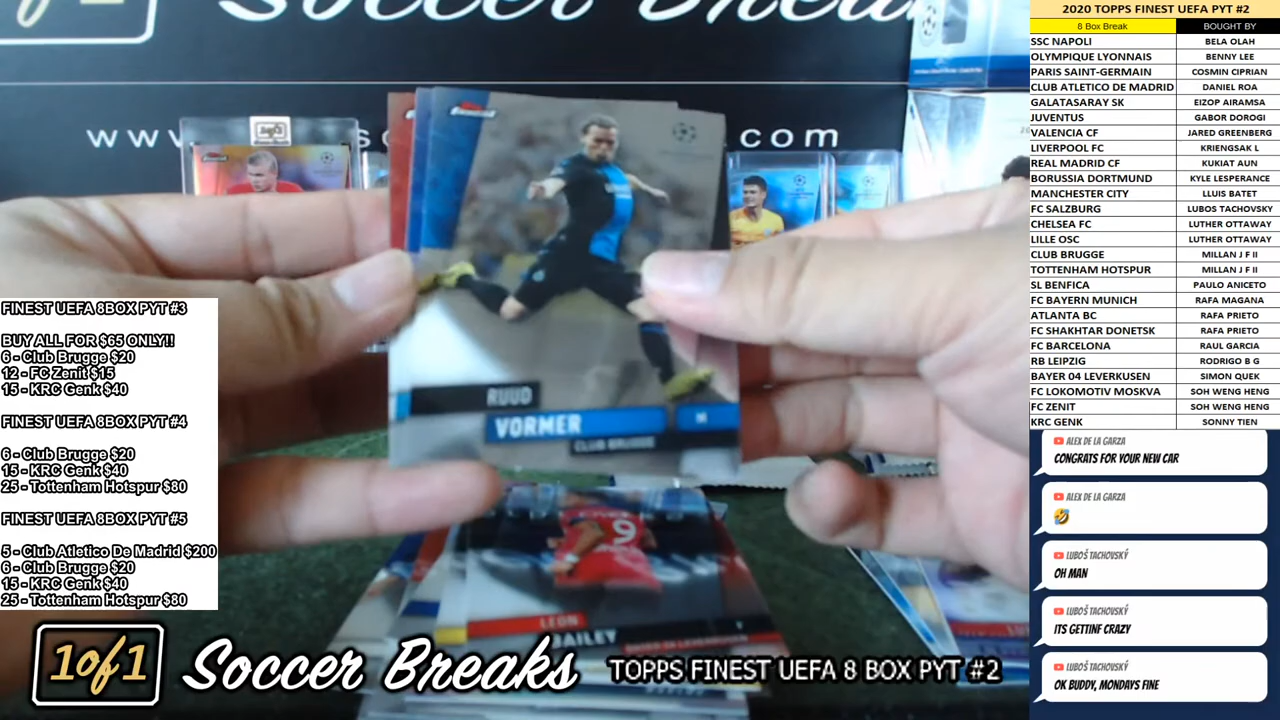 Soccer Breaks
www.
com
RUUD
VORMER
CLUB BRUGGE
9
LEON
BAILEY
FINEST UEFA 8BOX PYT #3
BUY ALL FOR $65 ONLY!!
6 - Club Brugge $20
12 - FC Zenit $15
15 - KRC Genk $40
FINEST UEFA 8BOX PYT #4
6 - Club Brugge $20
15 - KRC Genk $40
25 - Tottenham Hotspur $80
FINEST UEFA 8BOX PYT #5
5 - Club Atletico De Madrid $200
6 - Club Brugge $20
15 - KRC Genk $40
25 - Tottenham Hotspur $80
1of1 Soccer Breaks TOPPS FINEST UEFA 8 BOX PYT #2
2020 TOPPS FINEST UEFA PYT #2
8 Box Break BOUGHT BY
SSC NAPOLI BELA OLAH
OLYMPIQUE LYONNAIS BENNY LEE
PARIS SAINT-GERMAIN COSMIN CIPRIAN
CLUB ATLETICO DE MADRID DANIEL ROA
GALATASARAY SK EIZOP AIRAMSA
JUVENTUS GABOR DOROGI
VALENCIA CF JARED GREENBERG
LIVERPOOL FC KRIENGSAK L
REAL MADRID CF KUKIAT AUN
BORUSSIA DORTMUND KYLE LESPERANCE
MANCHESTER CITY LLUIS BATET
FC SALZBURG LUBOS TACHOVSKY
CHELSEA FC LUTHER OTTAWAY
LILLE OSC LUTHER OTTAWAY
CLUB BRUGGE MILLAN J F II
TOTTENHAM HOTSPUR MILLAN J F II
SL BENFICA PAULO ANICETO
FC BAYERN MUNICH RAFA MAGANA
ATLANTA BC RAFA PRIETO
FC SHAKHTAR DONETSK RAFA PRIETO
FC BARCELONA RAUL GARCIA
RB LEIPZIG RODRIGO B G
BAYER 04 LEVERKUSEN SIMON QUEK
FC LOKOMOTIV MOSKVA SOH WENG HENG
FC ZENIT SOH WENG HENG
KRC GENK SONNY TIEN
ALEX DE LA GARZA
CONGRATS FOR YOUR NEW CAR
ALEX DE LA GARZA
🤣
LUBOŠ TACHOVSKÝ
OH MAN
LUBOŠ TACHOVSKÝ
ITS GETTINF CRAZY
LUBOŠ TACHOVSKÝ
OK BUDDY, MONDAYS FINE